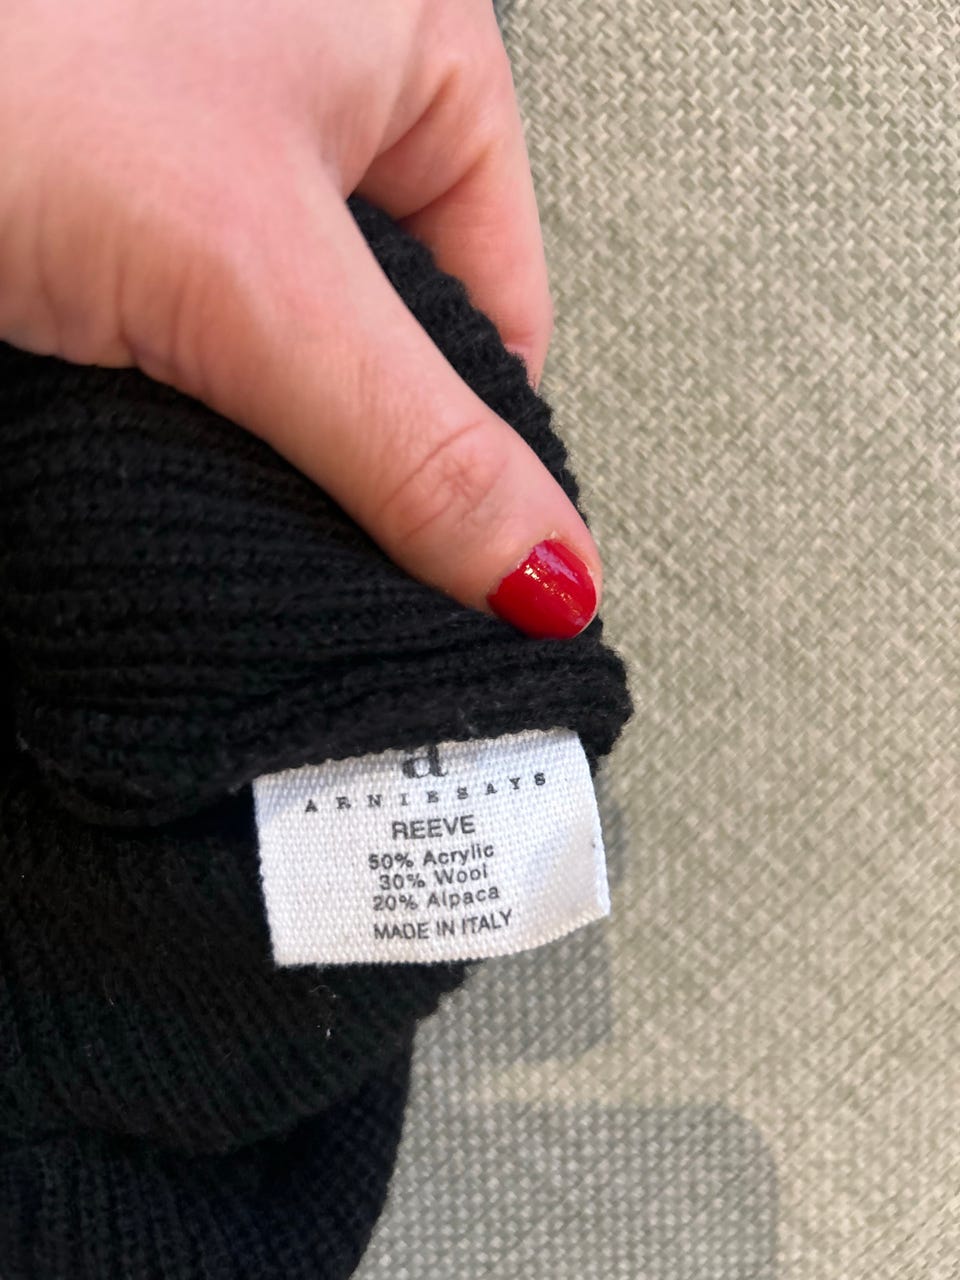 a
ARNIESAYS
REEVE
50% Acrylic
30% Wool
20% Alpaca
MADE IN ITALY